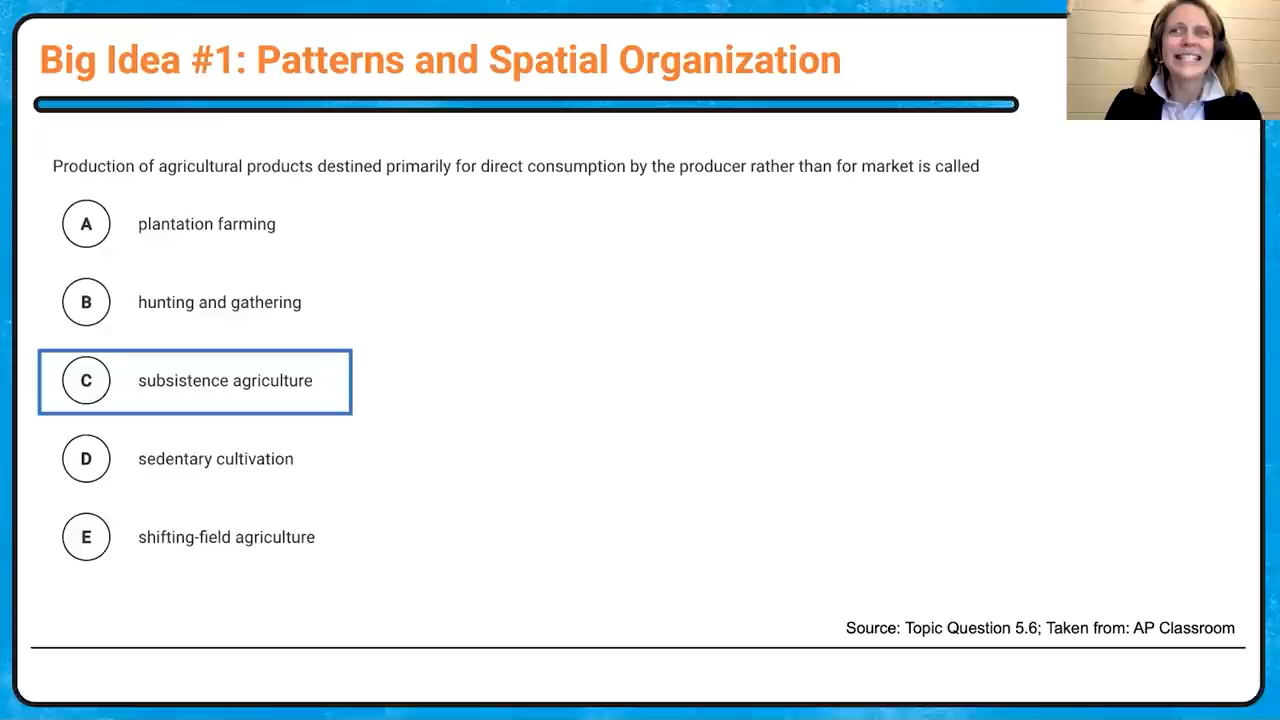 Big Idea #1: Patterns and Spatial Organization
Production of agricultural products destined primarily for direct consumption by the producer rather than for market is called
A plantation farming
B hunting and gathering
C subsistence agriculture
D sedentary cultivation
E shifting-field agriculture
Source: Topic Question 5.6; Taken from: AP Classroom